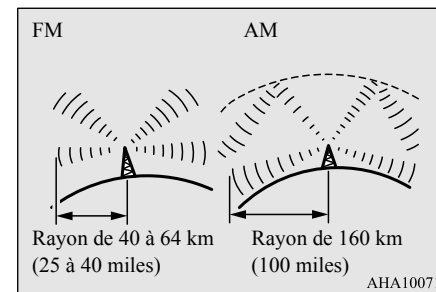 FM
AM
Rayon de 40 à 64 km
(25 à 40 miles)
Rayon de 160 km
(100 miles)
AHA1007